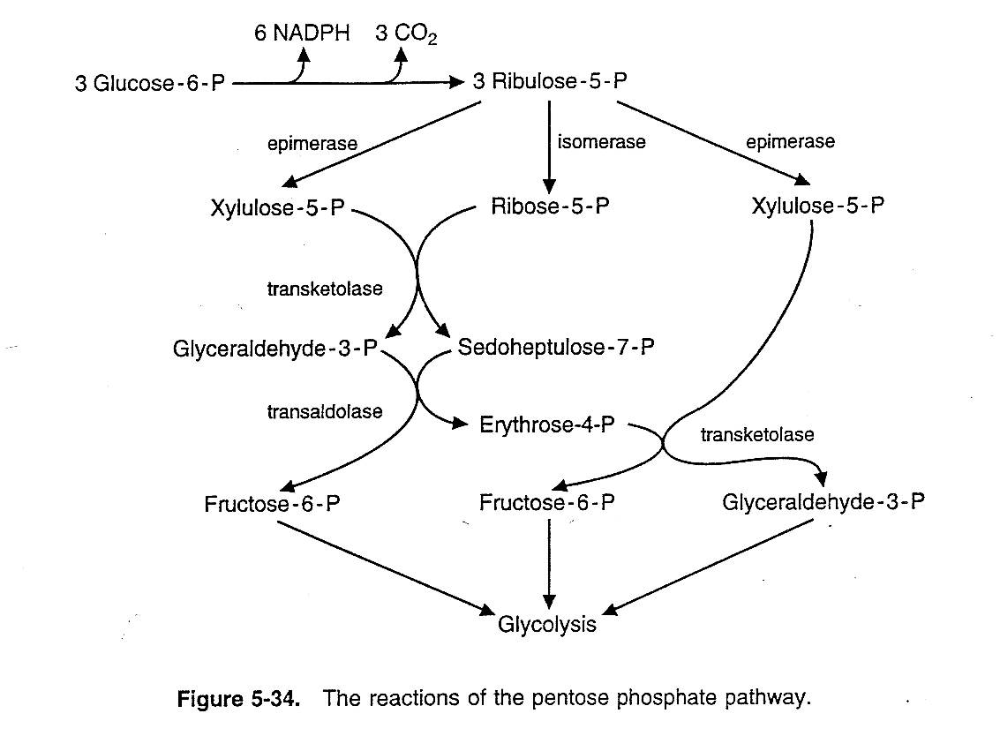 6 NADPH 3 CO₂
3 Glucose-6-P 3 Ribulose-5-P
epimerase isomerase epimerase
Xylulose-5-P Ribose-5-P Xylulose-5-P
transketolase
Glyceraldehyde-3-P Sedoheptulose-7-P
transaldolase
Erythrose-4-P transketolase
Fructose-6-P Fructose-6-P Glyceraldehyde-3-P
Glycolysis
Figure 5-34. The reactions of the pentose phosphate pathway.